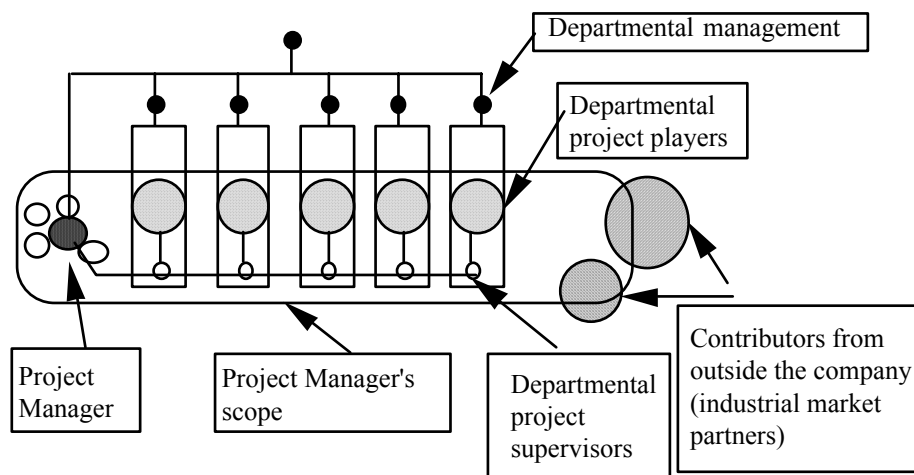 Departmental management
Departmental
project players
Project
Manager
Project Manager's
scope
Departmental
project
supervisors
Contributors from
outside the company
(industrial market
partners)